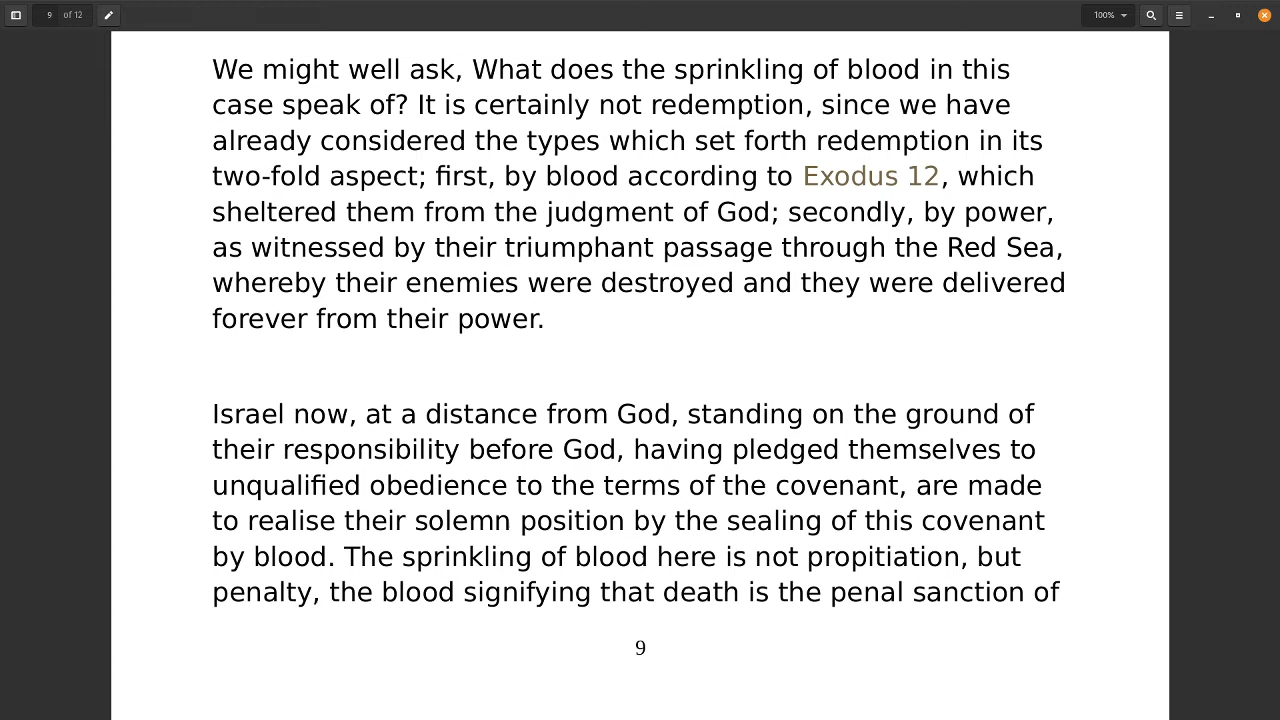 9 of 12
100%
We might well ask, What does the sprinkling of blood in this
case speak of? It is certainly not redemption, since we have
already considered the types which set forth redemption in its
two-fold aspect; first, by blood according to Exodus 12, which
sheltered them from the judgment of God; secondly, by power,
as witnessed by their triumphant passage through the Red Sea,
whereby their enemies were destroyed and they were delivered
forever from their power.
Israel now, at a distance from God, standing on the ground of
their responsibility before God, having pledged themselves to
unqualified obedience to the terms of the covenant, are made
to realise their solemn position by the sealing of this covenant
by blood. The sprinkling of blood here is not propitiation, but
penalty, the blood signifying that death is the penal sanction of
9